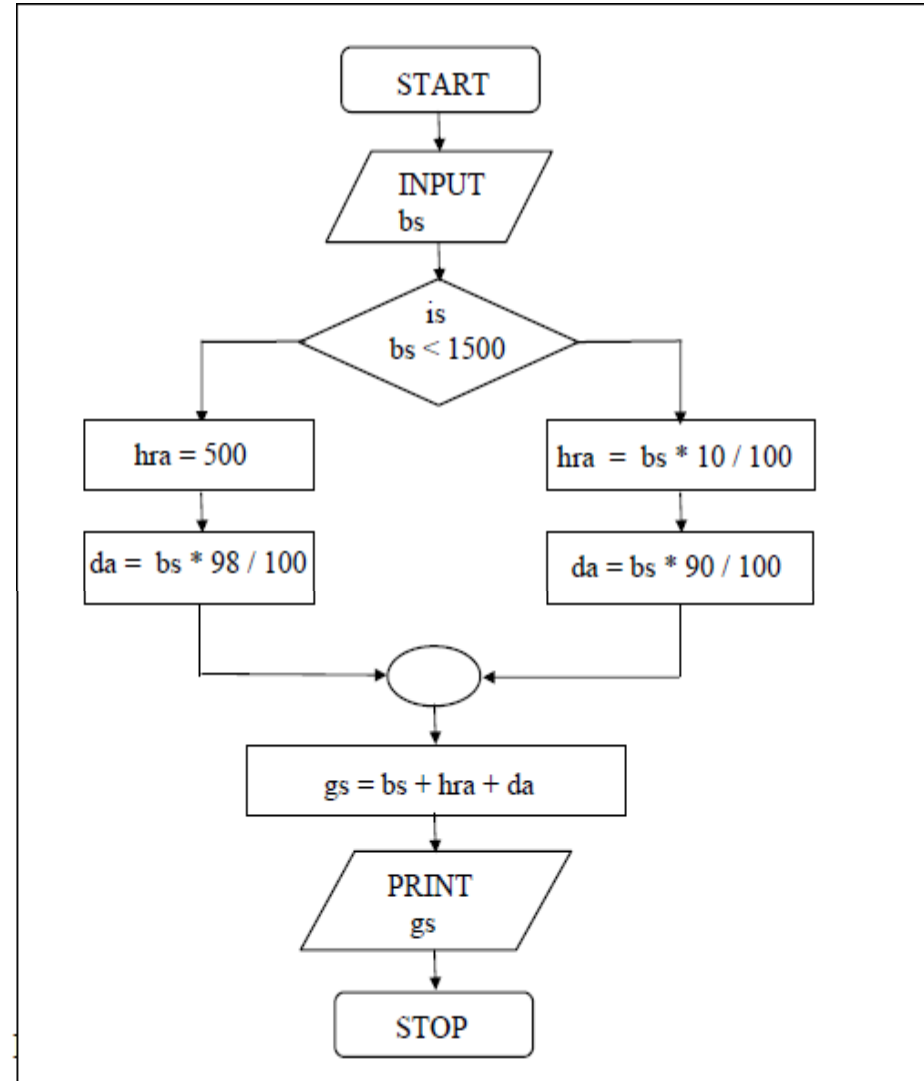 START
INPUT
bs
is
bs < 1500
hra = 500
da = bs * 98 / 100
hra = bs * 10 / 100
da = bs * 90 / 100
gs = bs + hra + da
PRINT
gs
STOP